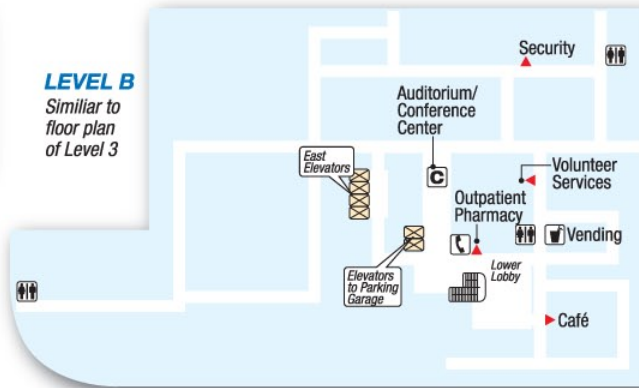 LEVEL B
Similiar to
floor plan
of Level 3
Security
Auditorium/
Conference
Center
C
East
Elevators
Volunteer
Services
Outpatient
Pharmacy
Vending
Lower
Lobby
Elevators
to Parking
Garage
Café